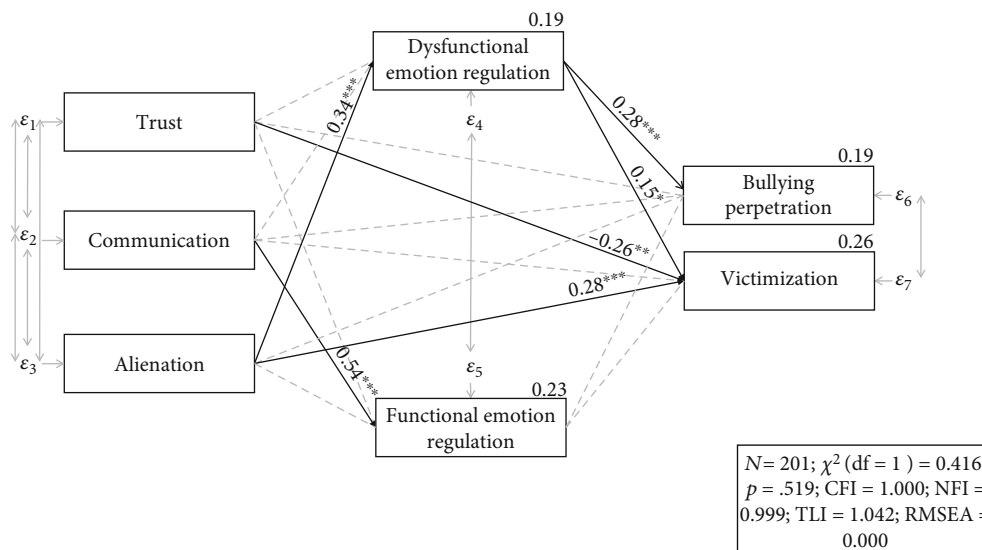 0.19
Dysfunctional
emotion regulation
ε1
Trust
0.34***
ε4
0.28***
0.19
Bullying
perpetration
ε6
0.15*
ε2
Communication
−0.26**
0.26
Victimization
ε7
0.28***
ε3
Alienation
0.54***
ε5
0.23
Functional emotion
regulation
N= 201; χ² (df = 1 ) = 0.416
p = .519; CFI = 1.000; NFI =
0.999; TLI = 1.042; RMSEA =
0.000